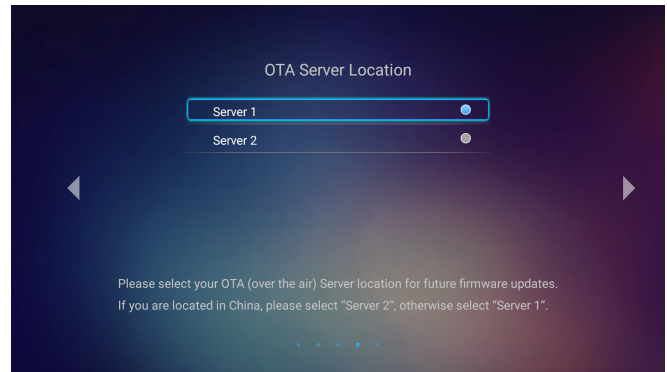 OTA Server Location
Server 1
Server 2
Please select your OTA (over the air) Server location for future firmware updates.
If you are located in China, please select “Server 2”, otherwise select “Server 1”.